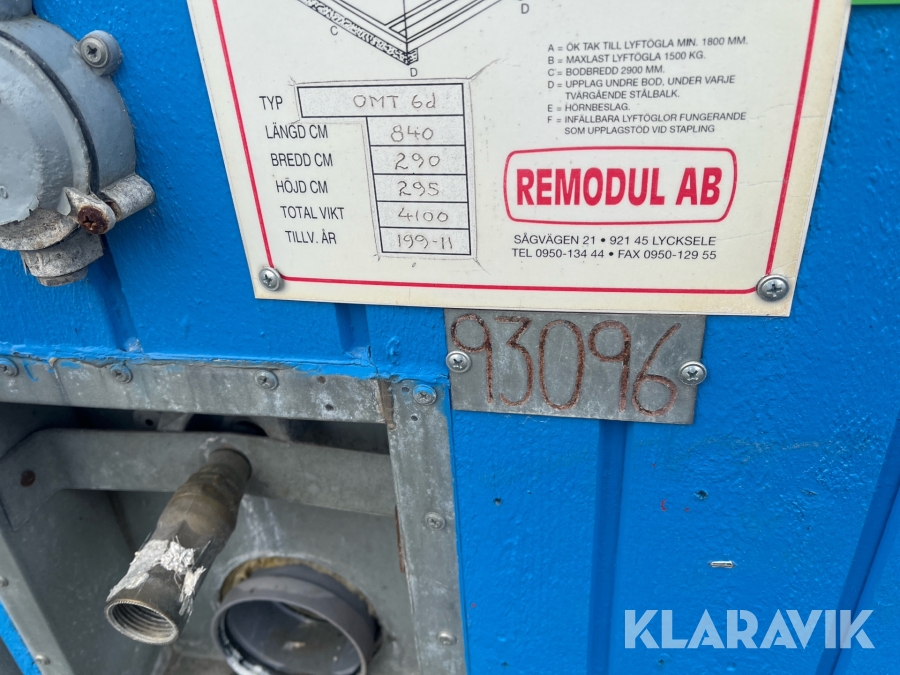 C
D
D
A = ÖK TAK TILL LYFTÖGLA MIN. 1800 MM.
B = MAXLAST LYFTÖGLA 1500 KG.
C = BODBREDD 2900 MM.
D = UPPLAG UNDRE BOD, UNDER VARJE
TVÄRGÅENDE STÅLBALK.
E = HÖRNBESLAG.
F = INFÄLLBARA LYFTÖGLOR FUNGERANDE
SOM UPPLAGSTÖD VID STAPLING
TYP OMT 6d
LÄNGD CM 840
BREDD CM 290
HÖJD CM 295
TOTAL VIKT 4100
TILLV. ÅR 199-11
REMODUL AB
SÅGVÄGEN 21 • 921 45 LYCKSELE
TEL 0950-134 44 • FAX 0950-129 55
93096
KLARAVIK